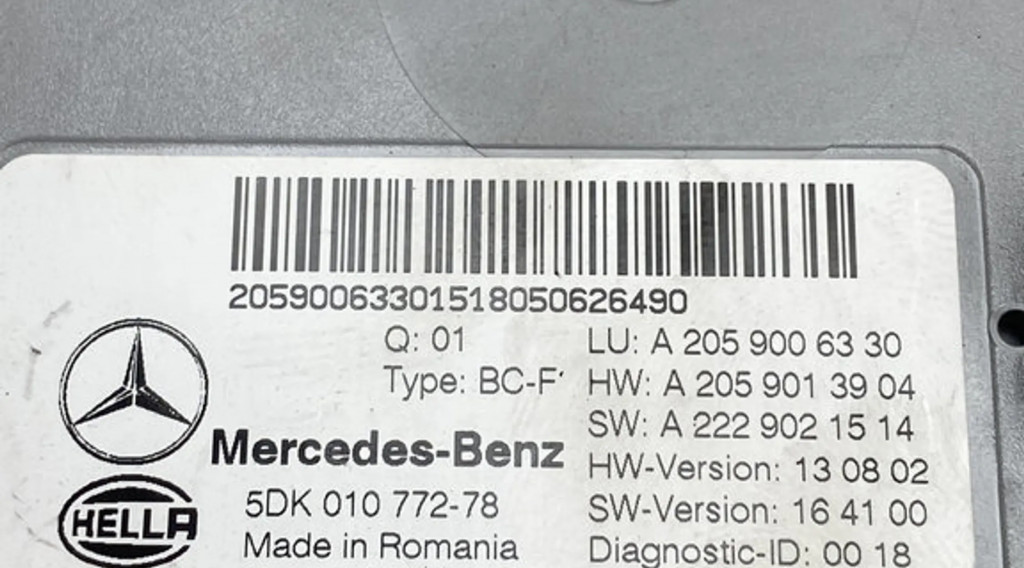 20590063301518050626490
Q: 01
Type: BC-F
Mercedes-Benz
HELLA
5DK 010 772-78
Made in Romania
LU: A 205 900 63 30
HW: A 205 901 39 04
SW: A 222 902 15 14
HW-Version: 13 08 02
SW-Version: 16 41 00
Diagnostic-ID: 00 18